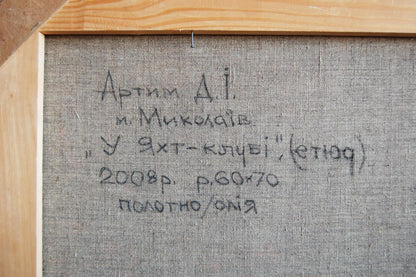 Артим Д.І.
м. Миколаїв
„У Яхт-клубі", (етюд)
2008р. р.60×70
полотно/олія